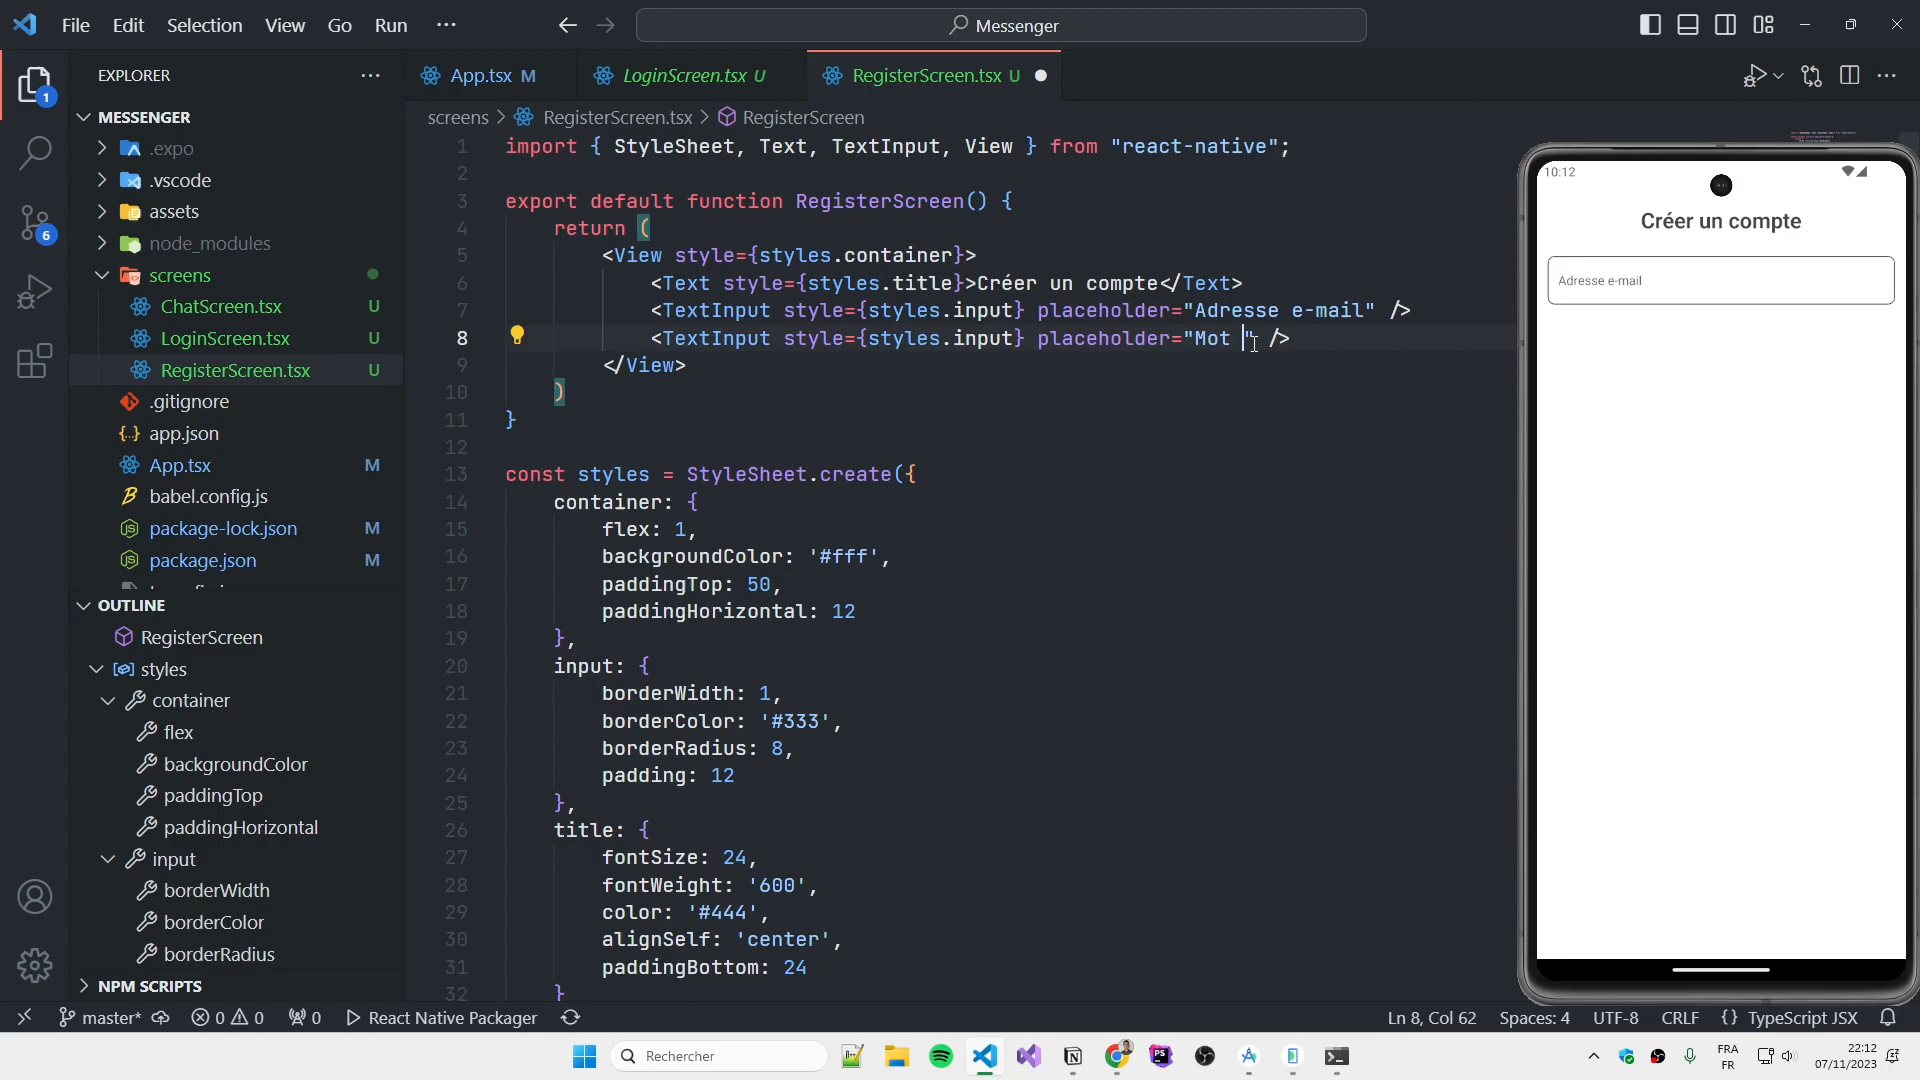 File Edit Selection View Go Run ···
Messenger
EXPLORER
App.tsx M
LoginScreen.tsx U
RegisterScreen.tsx U
screens > RegisterScreen.tsx > RegisterScreen
MESSENGER
.expo
.vscode
assets
node_modules
screens
ChatScreen.tsx U
LoginScreen.tsx U
RegisterScreen.tsx U
.gitignore
app.json
App.tsx M
babel.config.js
package-lock.json M
package.json M
OUTLINE
RegisterScreen
styles
container
flex
backgroundColor
paddingTop
paddingHorizontal
input
borderWidth
borderColor
borderRadius
NPM SCRIPTS
1 import { StyleSheet, Text, TextInput, View } from "react-native";
2
3 export default function RegisterScreen() {
4 return (
5 <View style={styles.container}>
6 <Text style={styles.title}>Créer un compte</Text>
7 <TextInput style={styles.input} placeholder="Adresse e-mail" />
8 <TextInput style={styles.input} placeholder="Mot " />
9 </View>
10 )
11 }
12
13 const styles = StyleSheet.create({
14 container: {
15 flex: 1,
16 backgroundColor: '#fff',
17 paddingTop: 50,
18 paddingHorizontal: 12
19 },
20 input: {
21 borderWidth: 1,
22 borderColor: '#333',
23 borderRadius: 8,
24 padding: 12
25 },
26 title: {
27 fontSize: 24,
28 fontWeight: '600',
29 color: '#444',
30 alignSelf: 'center',
31 paddingBottom: 24
32 }
10:12
Créer un compte
Adresse e-mail
1
6
master* 0 0 0 React Native Packager
Ln 8, Col 62 Spaces: 4 UTF-8 CRLF {} TypeScript JSX
Rechercher
FRA
FR
22:12
07/11/2023